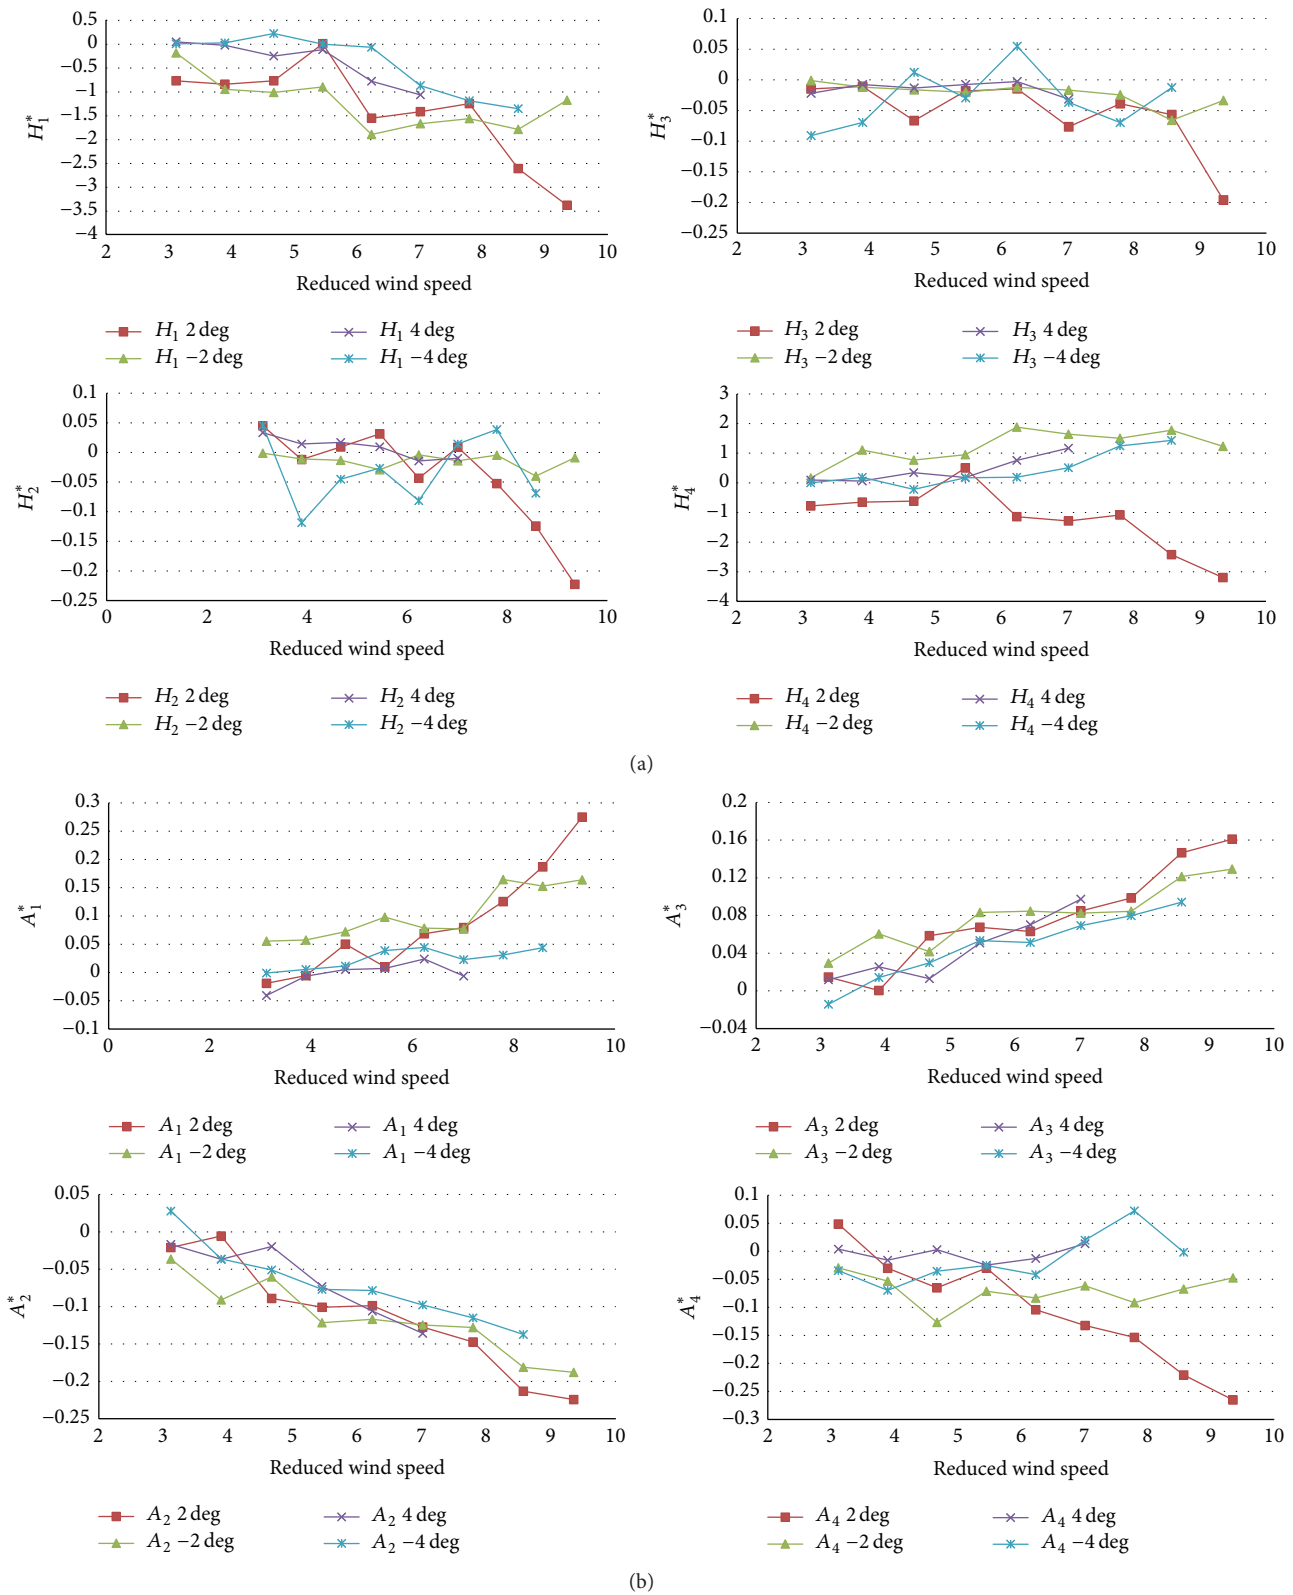 0.5
0
−0.5
−1
−1.5
−2
−2.5
−3
−3.5
−4
H1*
2 3 4 5 6 7 8 9 10
Reduced wind speed
H1 2 deg
H1 4 deg
H1 −2 deg
H1 −4 deg
0.1
0.05
0
−0.05
−0.1
−0.15
−0.2
−0.25
H3*
2 3 4 5 6 7 8 9 10
Reduced wind speed
H3 2 deg
H3 4 deg
H3 −2 deg
H3 −4 deg
0.1
0.05
0
−0.05
−0.1
−0.15
−0.2
−0.25
H2*
0 2 4 6 8 10
Reduced wind speed
H2 2 deg
H2 4 deg
H2 −2 deg
H2 −4 deg
3
2
1
0
−1
−2
−3
−4
H4*
2 3 4 5 6 7 8 9 10
Reduced wind speed
H4 2 deg
H4 4 deg
H4 −2 deg
H4 −4 deg
(a)
0.3
0.25
0.2
0.15
0.1
0.05
0
−0.05
−0.1
A1*
0 2 4 6 8 10
Reduced wind speed
A1 2 deg
A1 4 deg
A1 −2 deg
A1 −4 deg
0.2
0.16
0.12
0.08
0.04
0
−0.04
A3*
2 3 4 5 6 7 8 9 10
Reduced wind speed
A3 2 deg
A3 4 deg
A3 −2 deg
A3 −4 deg
0.05
0
−0.05
−0.1
−0.15
−0.2
−0.25
A2*
2 3 4 5 6 7 8 9 10
Reduced wind speed
A2 2 deg
A2 4 deg
A2 −2 deg
A2 −4 deg
0.1
0.05
0
−0.05
−0.1
−0.15
−0.2
−0.25
−0.3
A4*
2 3 4 5 6 7 8 9 10
Reduced wind speed
A4 2 deg
A4 4 deg
A4 −2 deg
A4 −4 deg
(b)